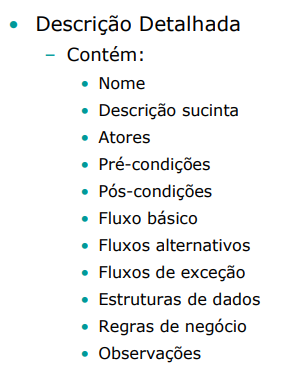 • Descrição Detalhada
– Contém:
• Nome
• Descrição sucinta
• Atores
• Pré-condições
• Pós-condições
• Fluxo básico
• Fluxos alternativos
• Fluxos de exceção
• Estruturas de dados
• Regras de negócio
• Observações